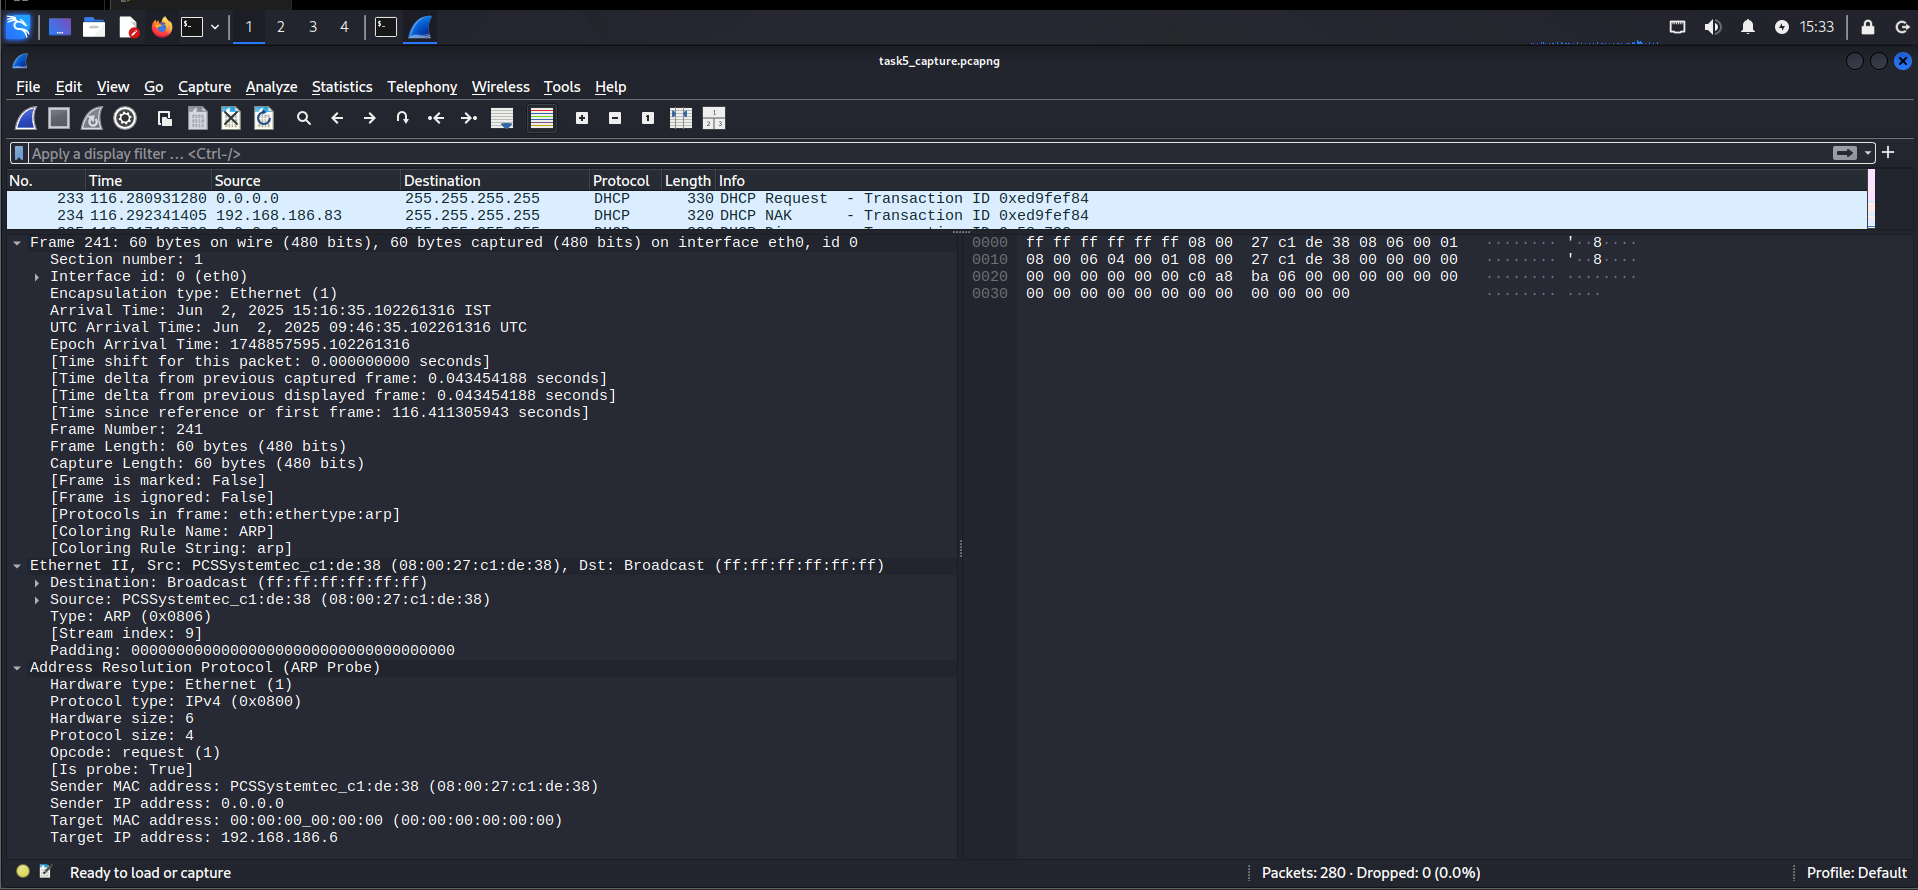 1 2 3 4 15:33
task5_capture.pcapng
File Edit View Go Capture Analyze Statistics Telephony Wireless Tools Help
Apply a display filter … <Ctrl-/>
No. Time Source Destination Protocol Length Info
233 116.280931280 0.0.0.0 255.255.255.255 DHCP 330 DHCP Request - Transaction ID 0xed9fef84
234 116.292341405 192.168.186.83 255.255.255.255 DHCP 320 DHCP NAK - Transaction ID 0xed9fef84
Frame 241: 60 bytes on wire (480 bits), 60 bytes captured (480 bits) on interface eth0, id 0
Section number: 1
Interface id: 0 (eth0)
Encapsulation type: Ethernet (1)
Arrival Time: Jun  2, 2025 15:16:35.102261316 IST
UTC Arrival Time: Jun  2, 2025 09:46:35.102261316 UTC
Epoch Arrival Time: 1748857595.102261316
[Time shift for this packet: 0.000000000 seconds]
[Time delta from previous captured frame: 0.043454188 seconds]
[Time delta from previous displayed frame: 0.043454188 seconds]
[Time since reference or first frame: 116.411305943 seconds]
Frame Number: 241
Frame Length: 60 bytes (480 bits)
Capture Length: 60 bytes (480 bits)
[Frame is marked: False]
[Frame is ignored: False]
[Protocols in frame: eth:ethertype:arp]
[Coloring Rule Name: ARP]
[Coloring Rule String: arp]
Ethernet II, Src: PCSSystemtec_c1:de:38 (08:00:27:c1:de:38), Dst: Broadcast (ff:ff:ff:ff:ff:ff)
Destination: Broadcast (ff:ff:ff:ff:ff:ff)
Source: PCSSystemtec_c1:de:38 (08:00:27:c1:de:38)
Type: ARP (0x0806)
[Stream index: 9]
Padding: 000000000000000000000000000000000000
Address Resolution Protocol (ARP Probe)
Hardware type: Ethernet (1)
Protocol type: IPv4 (0x0800)
Hardware size: 6
Protocol size: 4
Opcode: request (1)
[Is probe: True]
Sender MAC address: PCSSystemtec_c1:de:38 (08:00:27:c1:de:38)
Sender IP address: 0.0.0.0
Target MAC address: 00:00:00_00:00:00 (00:00:00:00:00:00)
Target IP address: 192.168.186.6
0000 ff ff ff ff ff ff 08 00 27 c1 de 38 08 06 00 01 ········ '··8····
0010 08 00 06 04 00 01 08 00 27 c1 de 38 00 00 00 00 ········ '··8····
0020 00 00 00 00 00 00 c0 a8 ba 06 00 00 00 00 00 00 ········ ········
0030 00 00 00 00 00 00 00 00 00 00 00 00 ········ ····
Ready to load or capture
Packets: 280 · Dropped: 0 (0.0%)
Profile: Default